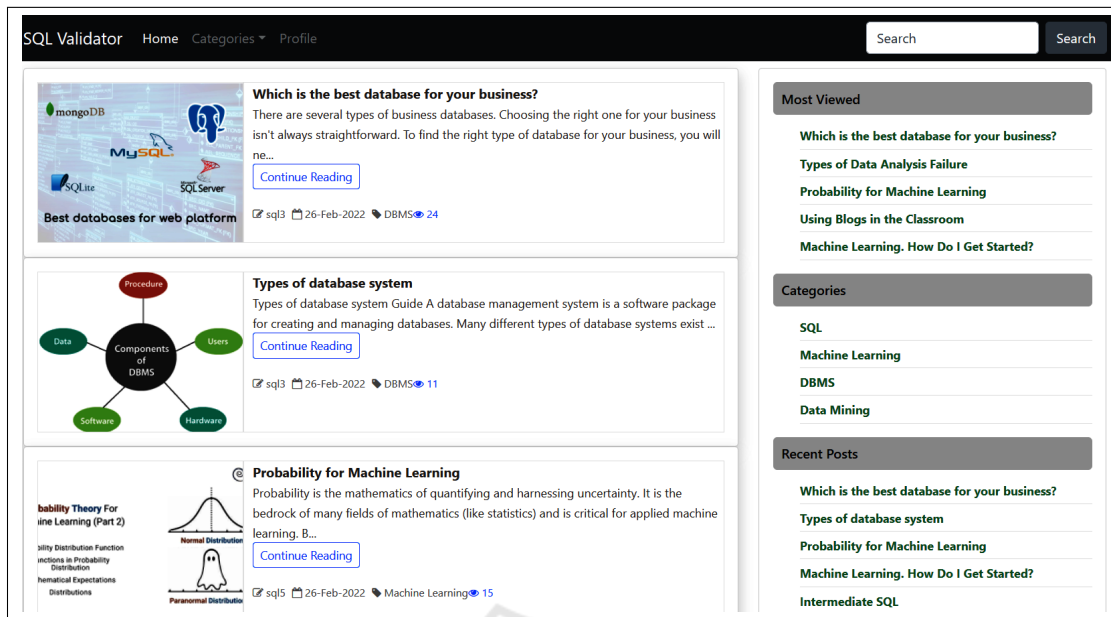 SQL Validator Home Categories Profile Search Search
mongoDB
MySQL.
SQLite
SQL Server
Best databases for web platform
Which is the best database for your business?
There are several types of business databases. Choosing the right one for your business
isn't always straightforward. To find the right type of database for your business, you will
ne...
Continue Reading
sql3 26-Feb-2022 DBMS 24
Procedure
Data
Components
of
DBMS
Users
Software
Hardware
Types of database system
Types of database system Guide A database management system is a software package
for creating and managing databases. Many different types of database systems exist ...
Continue Reading
sql3 26-Feb-2022 DBMS 11
bability Theory For
ine Learning (Part 2)
bility Distribution Function
nctions in Probability
Distribution
hematical Expectations
Distributions
Normal Distribution
Paranormal Distributio
Probability for Machine Learning
Probability is the mathematics of quantifying and harnessing uncertainty. It is the
bedrock of many fields of mathematics (like statistics) and is critical for applied machine
learning. B...
Continue Reading
sql5 26-Feb-2022 Machine Learning 15
Most Viewed
Which is the best database for your business?
Types of Data Analysis Failure
Probability for Machine Learning
Using Blogs in the Classroom
Machine Learning. How Do I Get Started?
Categories
SQL
Machine Learning
DBMS
Data Mining
Recent Posts
Which is the best database for your business?
Types of database system
Probability for Machine Learning
Machine Learning. How Do I Get Started?
Intermediate SQL